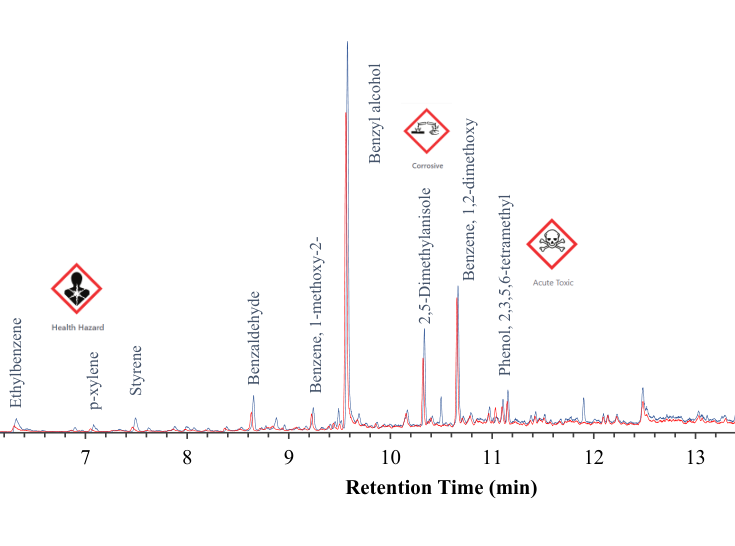 Ethylbenzene
Health Hazard
p-xylene
Styrene
Benzaldehyde
Benzene, 1-methoxy-2-
Benzyl alcohol
Corrosive
2,5-Dimethylanisole
Benzene, 1,2-dimethoxy
Phenol, 2,3,5,6-tetramethyl
Acute Toxic
7 8 9 10 11 12 13
Retention Time (min)